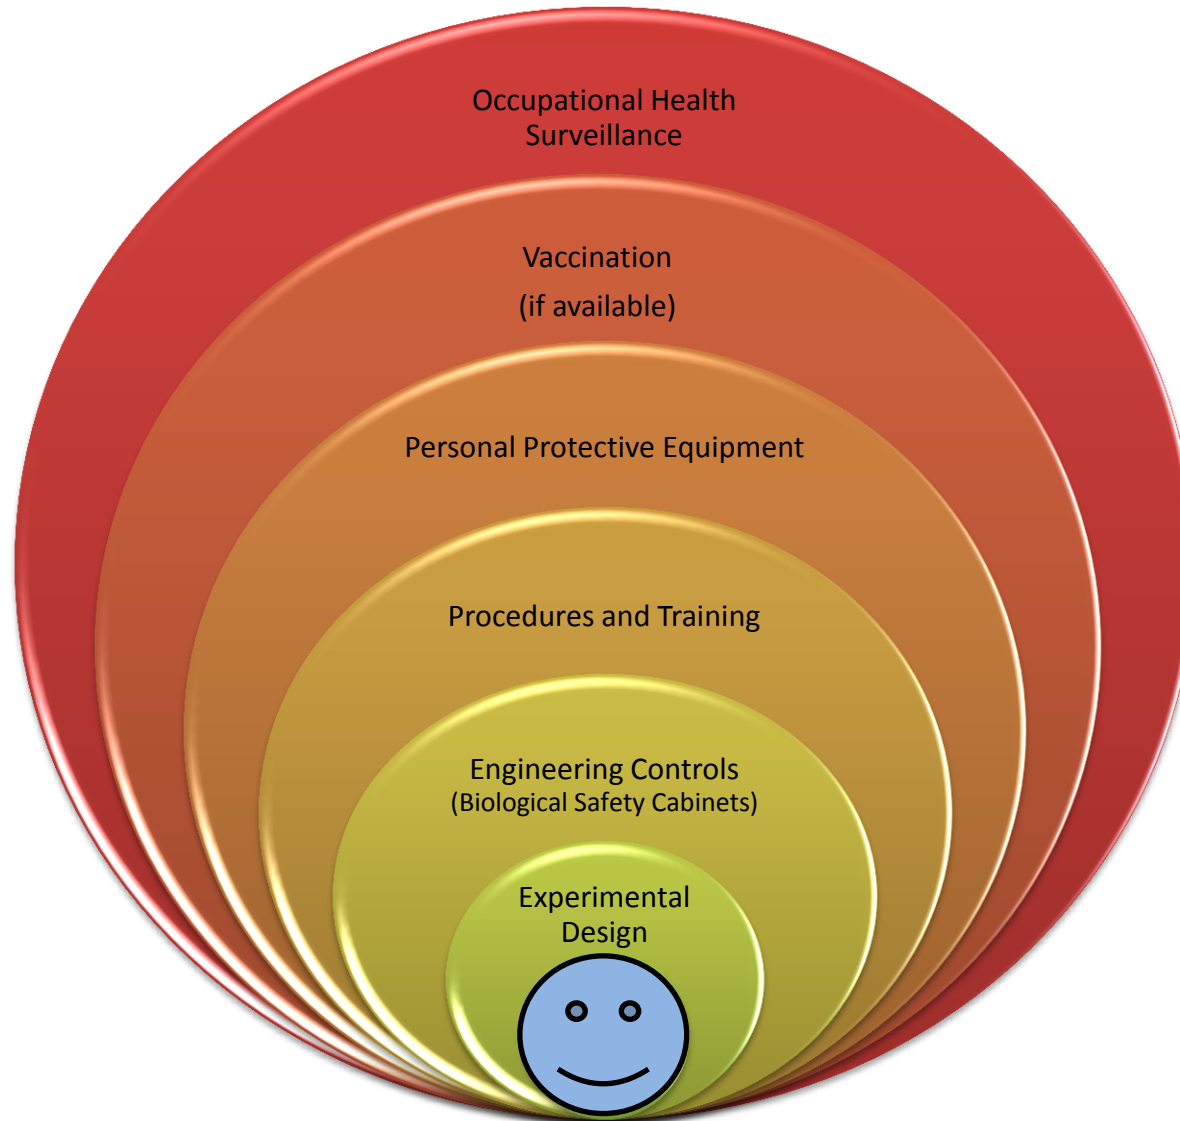 Occupational Health
Surveillance
Vaccination
(if available)
Personal Protective Equipment
Procedures and Training
Engineering Controls
(Biological Safety Cabinets)
Experimental
Design